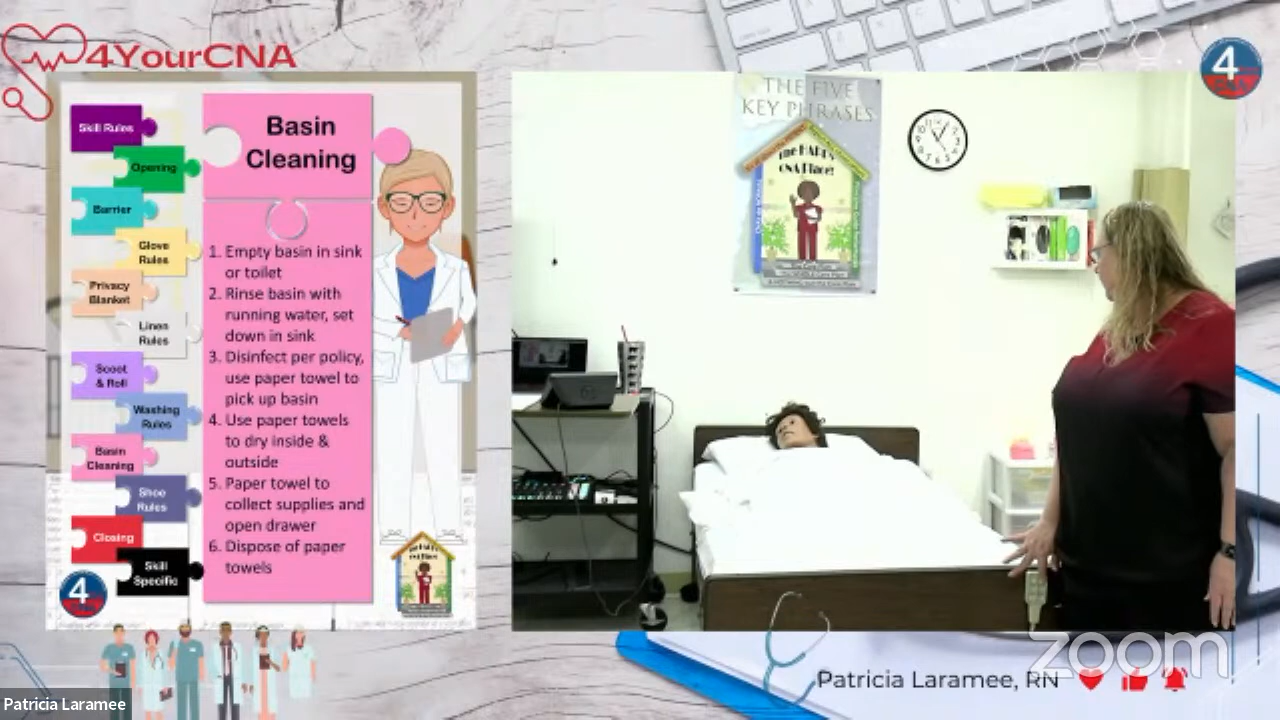 4YourCNA
4
Skill Rules
Opening
Barrier
Glove
Rules
Privacy
Blanket
Linen
Rules
Scoot
& Roll
Washing
Rules
Basin
Cleaning
Shoe
Rules
Closing
Skill
Specific
4
Basin
Cleaning
1. Empty basin in sink
or toilet
2. Rinse basin with
running water, set
down in sink
3. Disinfect per policy,
use paper towel to
pick up basin
4. Use paper towels
to dry inside &
outside
5. Paper towel to
collect supplies and
open drawer
6. Dispose of paper
towels
THE FIVE
KEY PHRASES
The HAPPY
CNA Place!
zoom
Patricia Laramee, RN
Patricia Laramee